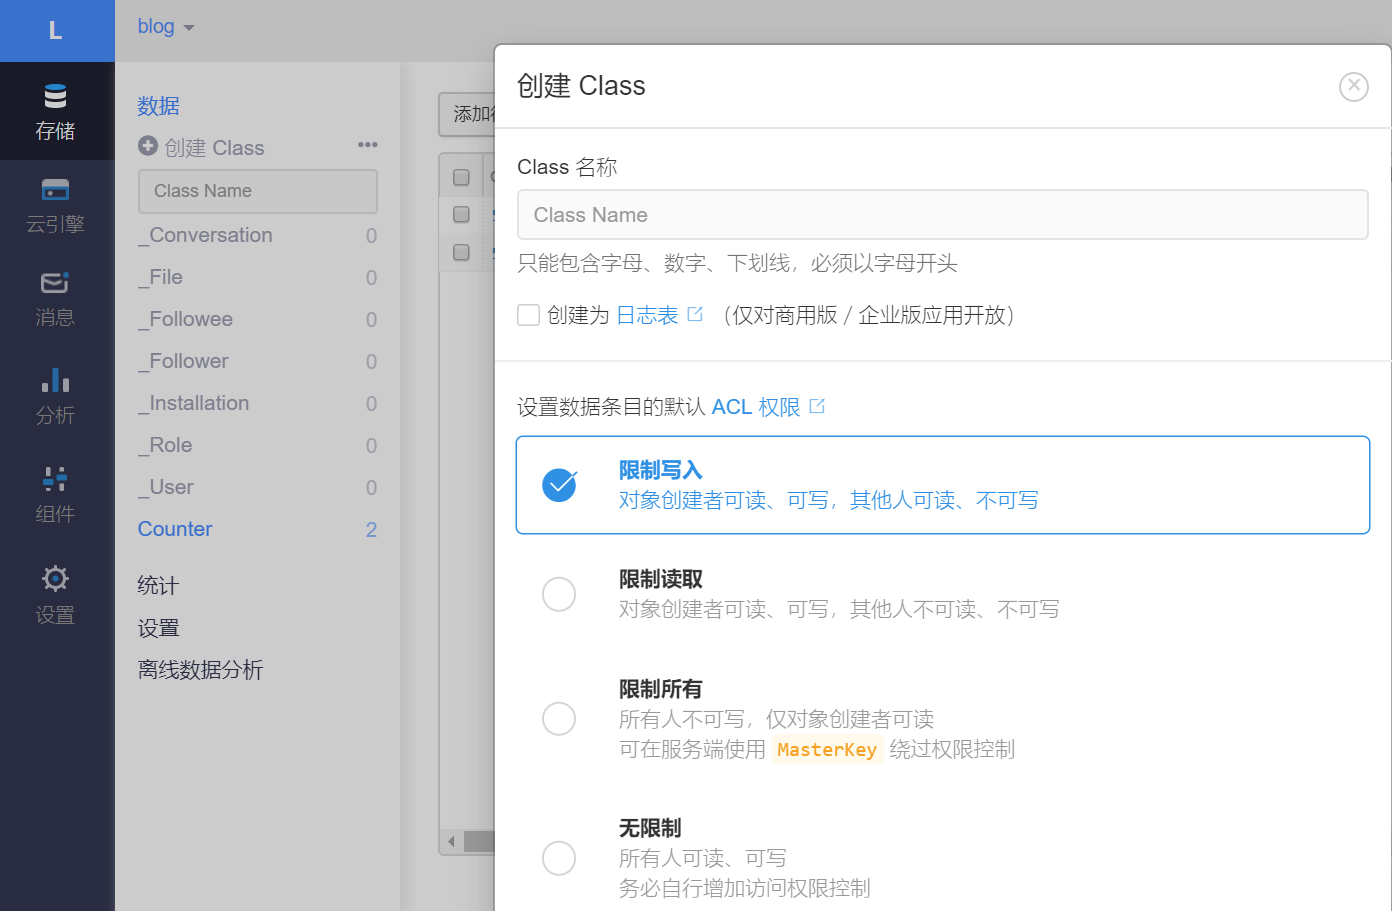 L
blog
存储
云引擎
消息
分析
组件
设置
数据
创建 Class
Class Name
_Conversation 0
_File 0
_Followee 0
_Follower 0
_Installation 0
_Role 0
_User 0
Counter 2
统计
设置
离线数据分析
添加
创建 Class
Class 名称
Class Name
只能包含字母、数字、下划线，必须以字母开头
创建为 日志表 （仅对商用版 / 企业版应用开放）
设置数据条目的默认 ACL 权限
限制写入
对象创建者可读、可写，其他人可读、不可写
限制读取
对象创建者可读、可写，其他人不可读、不可写
限制所有
所有人不可写，仅对象创建者可读
可在服务端使用 MasterKey 绕过权限控制
无限制
所有人可读、可写
务必自行增加访问权限控制